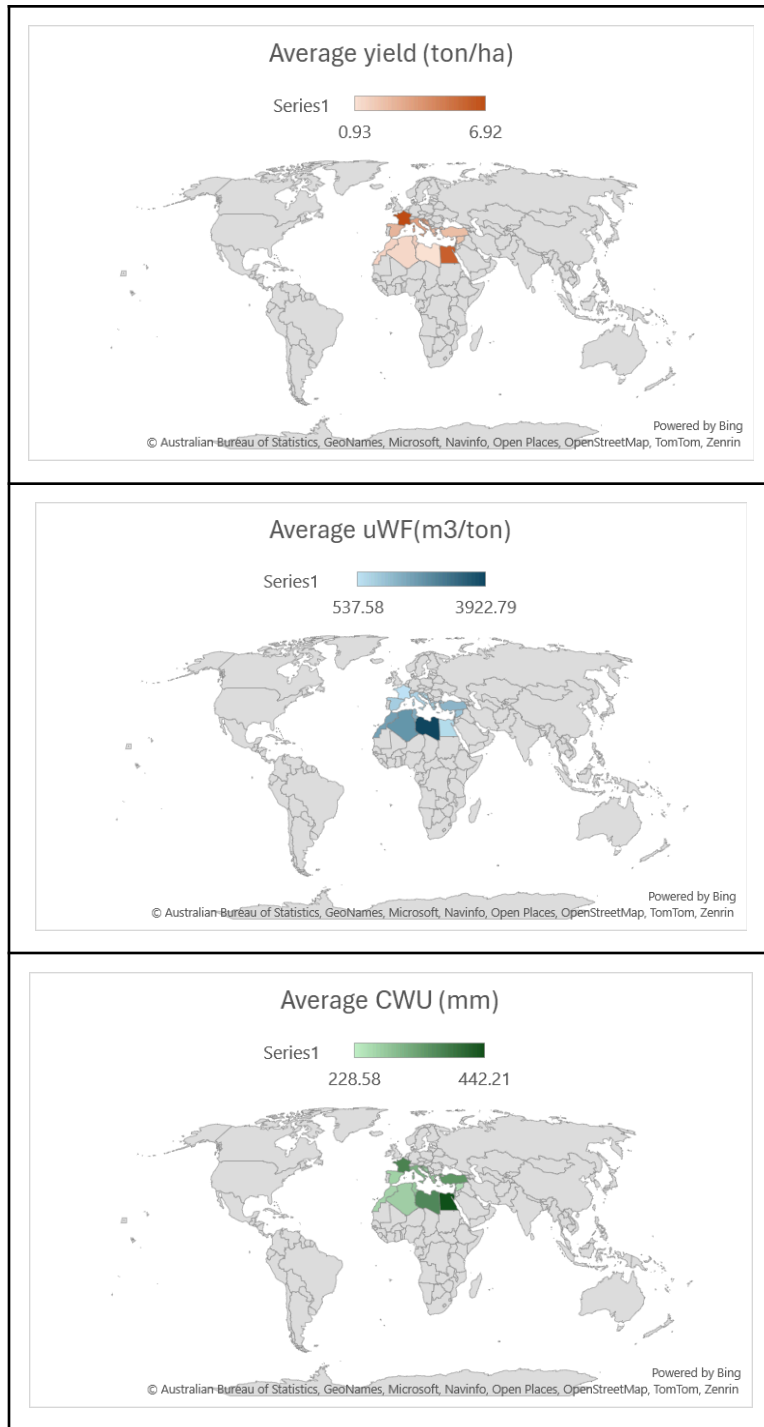 Average yield (ton/ha)
Series1
0.93 6.92
Powered by Bing
© Australian Bureau of Statistics, GeoNames, Microsoft, Navinfo, Open Places, OpenStreetMap, TomTom, Zenrin
Average uWF(m3/ton)
Series1
537.58 3922.79
Powered by Bing
© Australian Bureau of Statistics, GeoNames, Microsoft, Navinfo, Open Places, OpenStreetMap, TomTom, Zenrin
Average CWU (mm)
Series1
228.58 442.21
Powered by Bing
© Australian Bureau of Statistics, GeoNames, Microsoft, Navinfo, Open Places, OpenStreetMap, TomTom, Zenrin